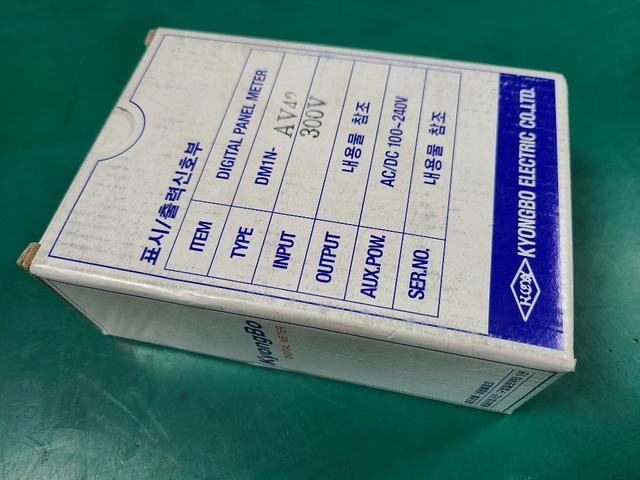 표시/출력신호부
ITEM DIGITAL PANEL METER
TYPE DM1N- AV42
INPUT 300V
OUTPUT 내용물 참조
AUX.POW. AC/DC 100~240V
SER.NO. 내용물 참조
KYONGBO ELECTRIC CO.,LTD.
KyongBo
DIGITAL METER